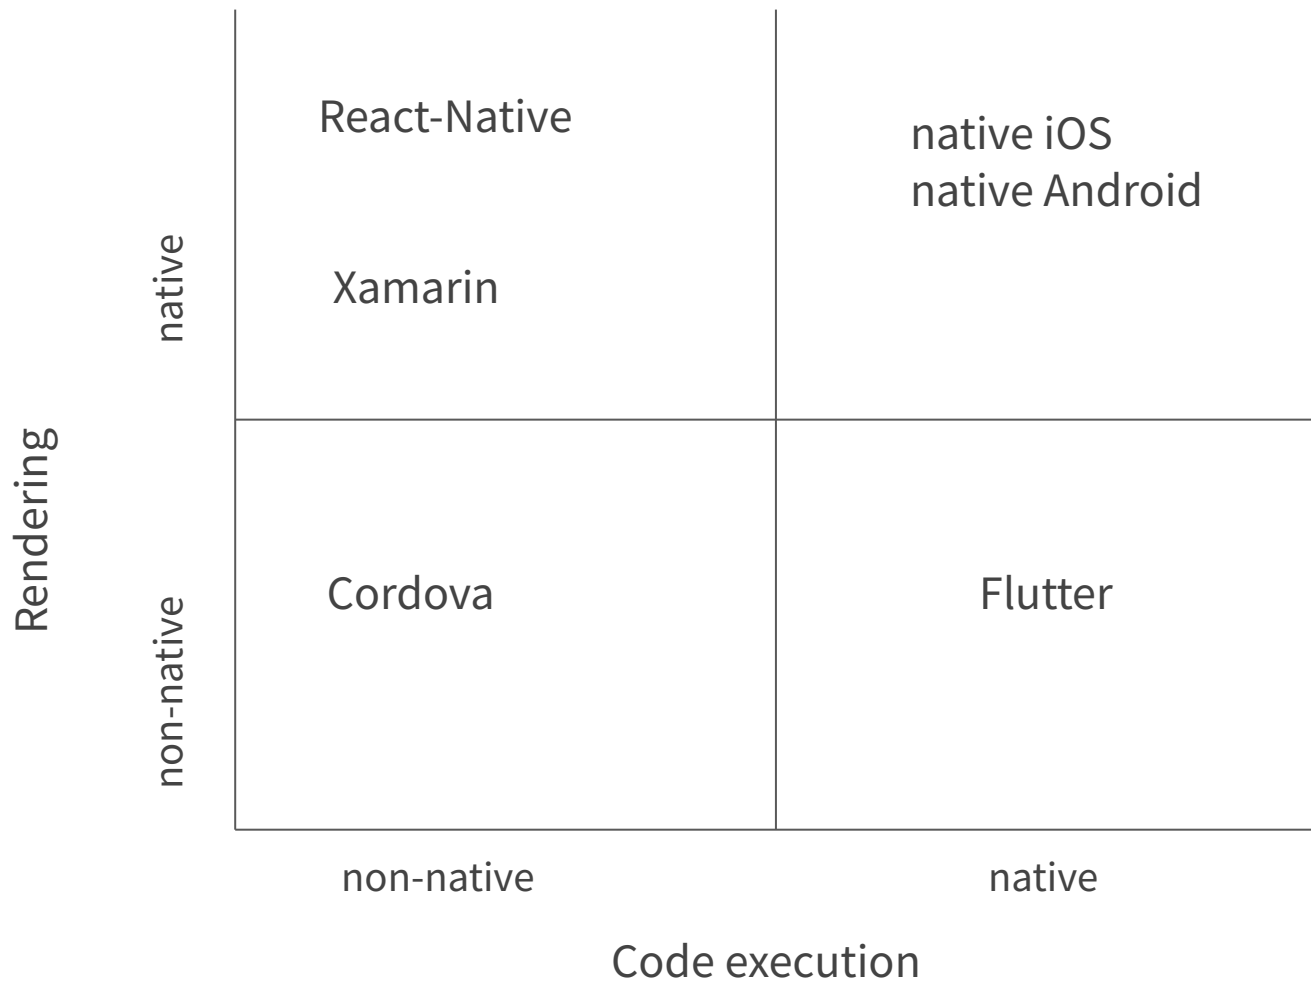 React-Native
native iOS
native Android
native
Xamarin
Rendering
Cordova
Flutter
non-native
non-native
native
Code execution